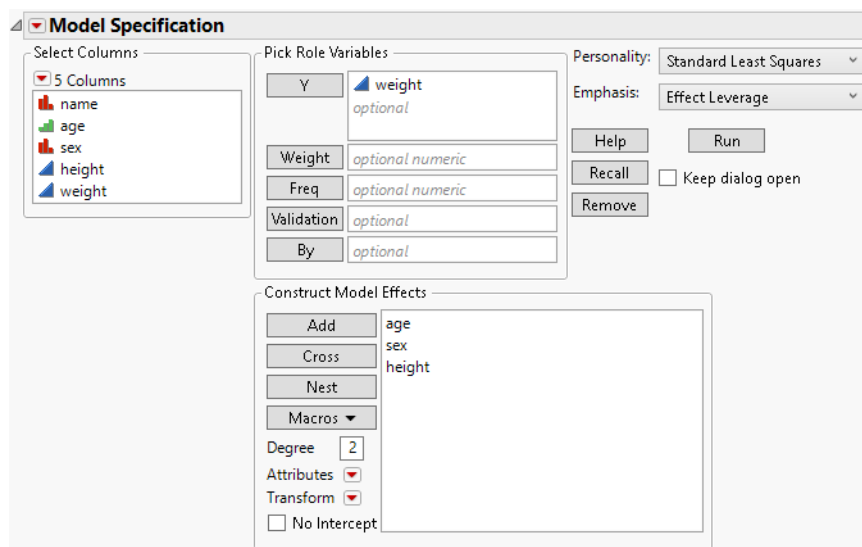 Model Specification
Select Columns
5 Columns
name
age
sex
height
weight
Pick Role Variables
Y
weight
optional
Weight
optional numeric
Freq
optional numeric
Validation
optional
By
optional
Personality:
Standard Least Squares
Emphasis:
Effect Leverage
Help
Run
Recall
Keep dialog open
Remove
Construct Model Effects
Add
Cross
Nest
Macros
Degree
2
Attributes
Transform
No Intercept
age
sex
height